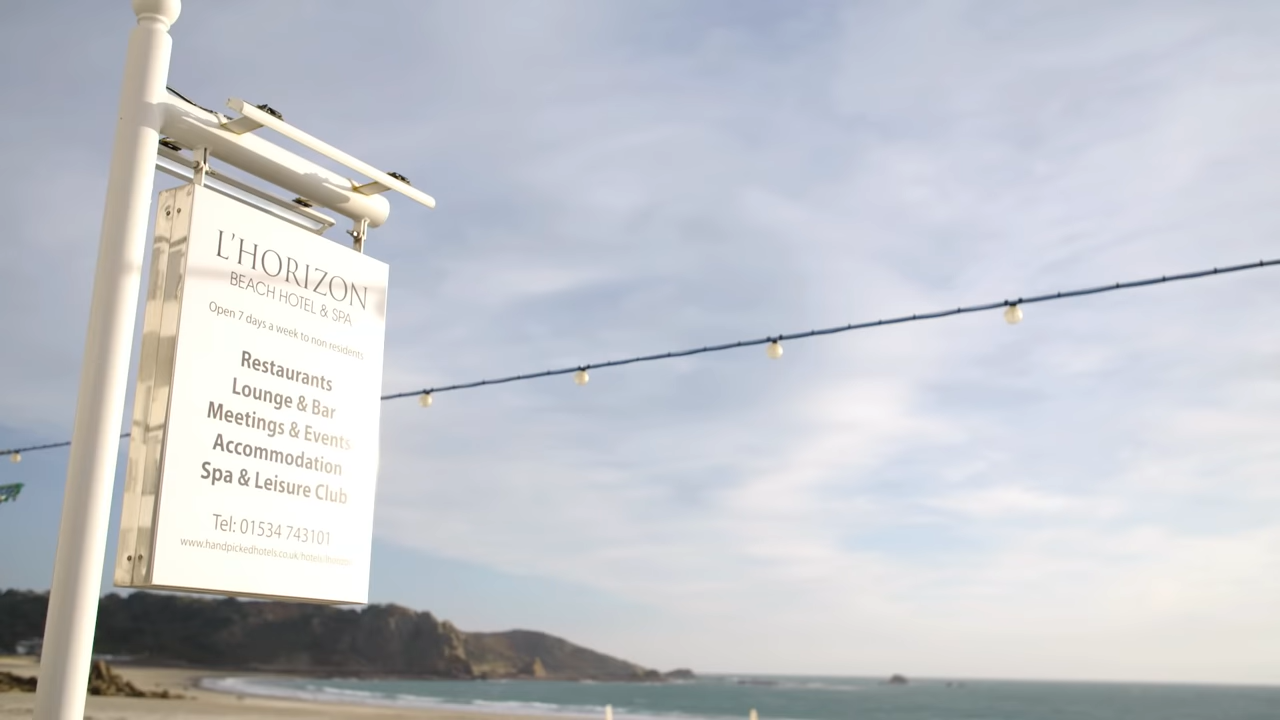 L'HORIZON
BEACH HOTEL & SPA
Open 7 days a week to non residents
Restaurants
Lounge & Bar
Meetings & Events
Accommodation
Spa & Leisure Club
Tel: 01534 743101
www.handpickedhotels.co.uk/hotels/lhorizon